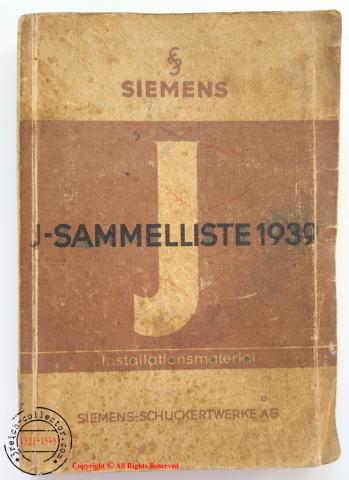 SIEMENS
J
J-SAMMELLISTE 1939
Installationsmaterial
SIEMENS-SCHUCKERTWERKE AG
1933-1945
Copyright © All Rights Reserved